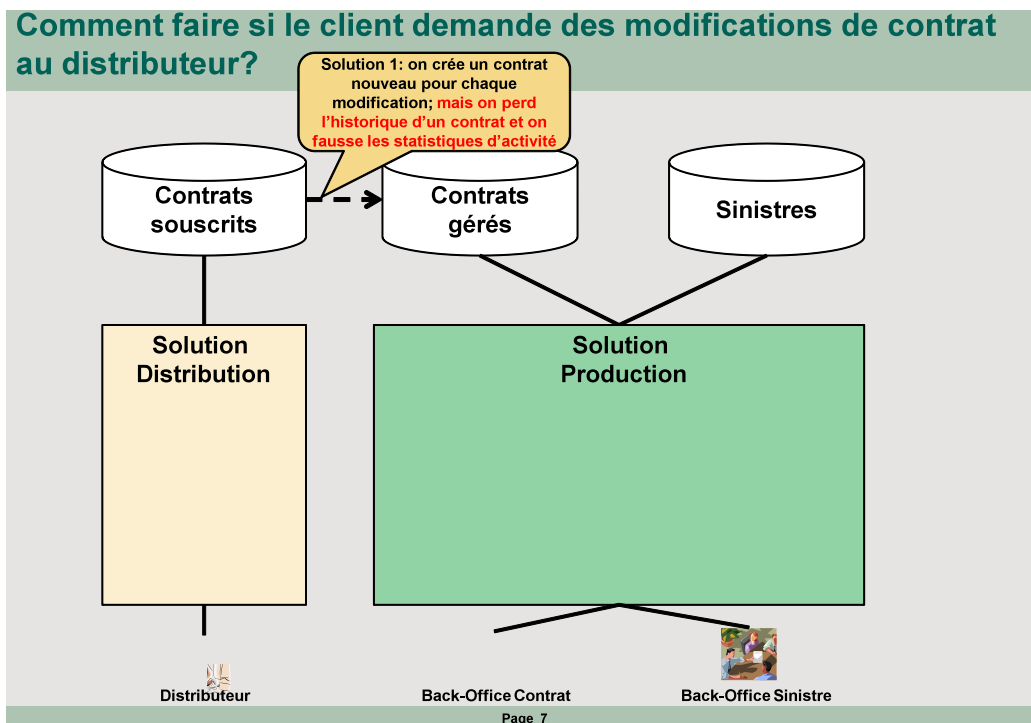 Comment faire si le client demande des modifications de contrat
au distributeur?
Solution 1: on crée un contrat
nouveau pour chaque
modification; mais on perd
l'historique d'un contrat et on
fausse les statistiques d'activité
Contrats
souscrits
Contrats
gérés
Sinistres
Solution
Distribution
Solution
Production
Distributeur
Back-Office Contrat
Back-Office Sinistre
Page 7